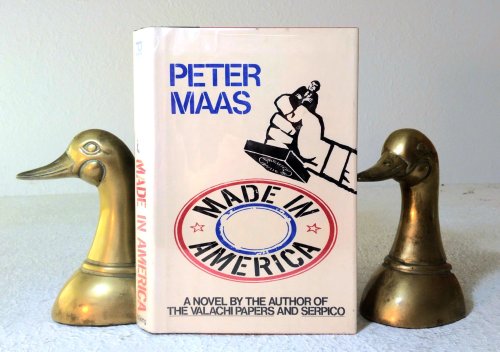 PETER
MAAS
MADE IN
AMERICA
A NOVEL BY THE AUTHOR OF
THE VALACHI PAPERS AND SERPICO
MADE IN AMERICA